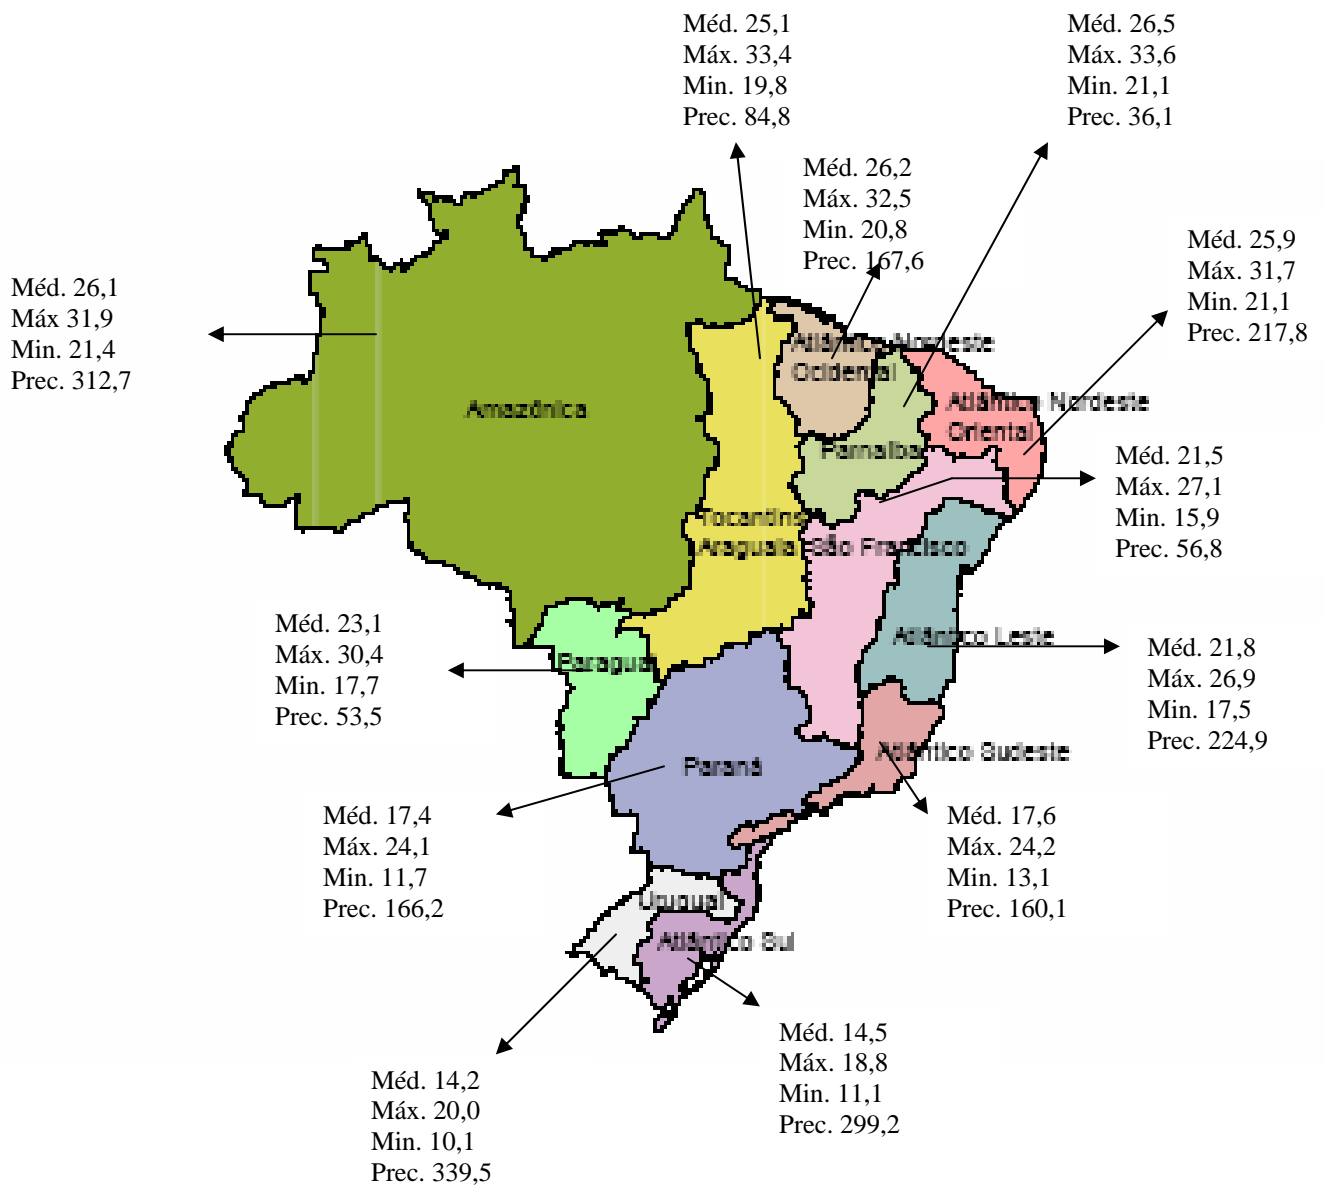 Méd. 25,1
Máx. 33,4
Min. 19,8
Prec. 84,8
Méd. 26,5
Máx. 33,6
Min. 21,1
Prec. 36,1
Méd. 26,2
Máx. 32,5
Min. 20,8
Prec. 167,6
Méd. 25,9
Máx. 31,7
Min. 21,1
Prec. 217,8
Méd. 26,1
Máx 31,9
Min. 21,4
Prec. 312,7
Atlântico Nordeste
Ocidental
Amazônica
Atlântico Nordeste
Oriental
Parnaíba
Méd. 21,5
Máx. 27,1
Min. 15,9
Prec. 56,8
Tocantins
Araguaia
São Francisco
Méd. 23,1
Máx. 30,4
Min. 17,7
Prec. 53,5
Paraguai
Atlântico Leste
Méd. 21,8
Máx. 26,9
Min. 17,5
Prec. 224,9
Paraná
Atlântico Sudeste
Méd. 17,4
Máx. 24,1
Min. 11,7
Prec. 166,2
Méd. 17,6
Máx. 24,2
Min. 13,1
Prec. 160,1
Uruguai
Atlântico Sul
Méd. 14,5
Máx. 18,8
Min. 11,1
Prec. 299,2
Méd. 14,2
Máx. 20,0
Min. 10,1
Prec. 339,5